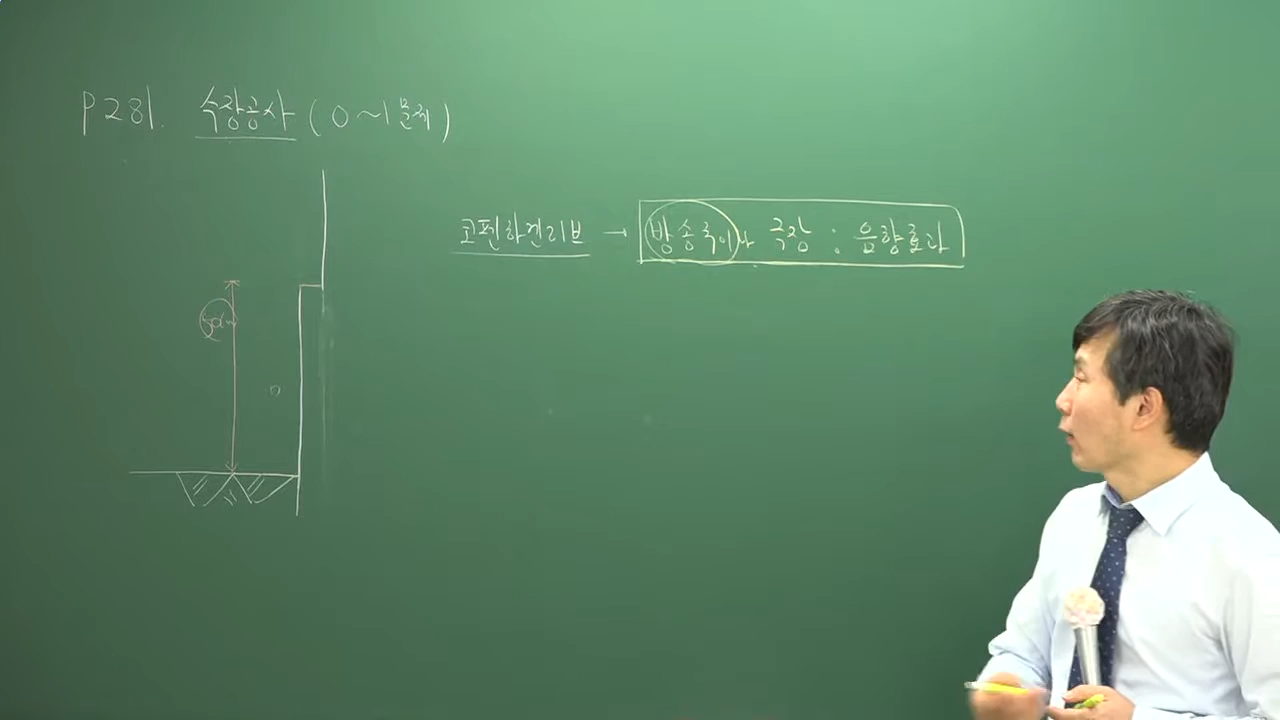 P281. 수장공사 (0~1문제)
코펜하겐리브 → 방송국이나 극장 : 음향효과